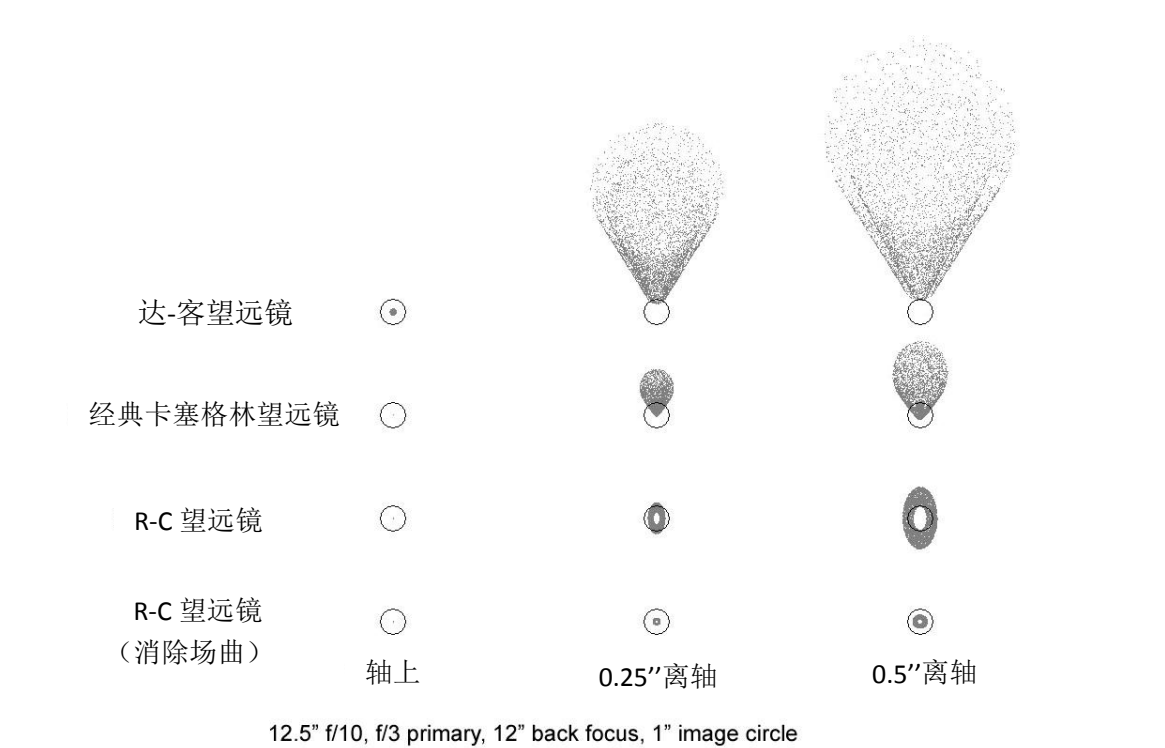 达-客望远镜
经典卡塞格林望远镜
R-C 望远镜
R-C 望远镜
（消除场曲）
轴上
0.25’’离轴
0.5’’离轴
12.5” f/10, f/3 primary, 12” back focus, 1” image circle